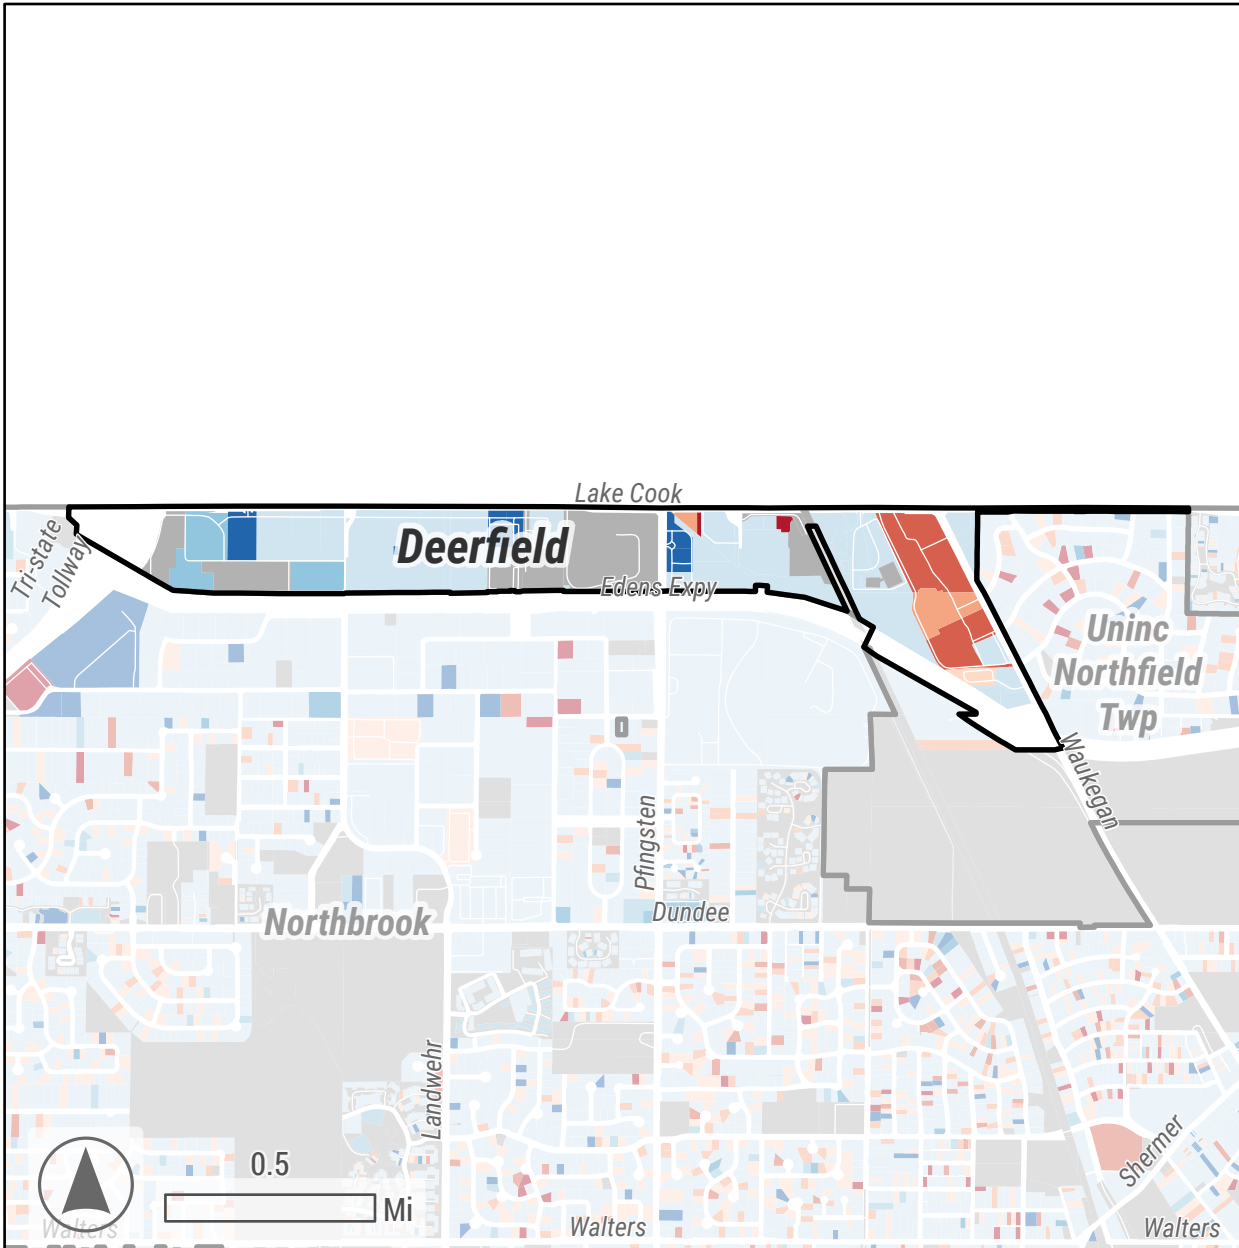 Lake Cook
Tri-state
Tollway
Deerfield
Edens Expy
Uninc
Northfield
Twp
Waukegan
Pfingsten
Dundee
Northbrook
Landwehr
Shermer
0.5
Mi
Walters
Walters
Walters